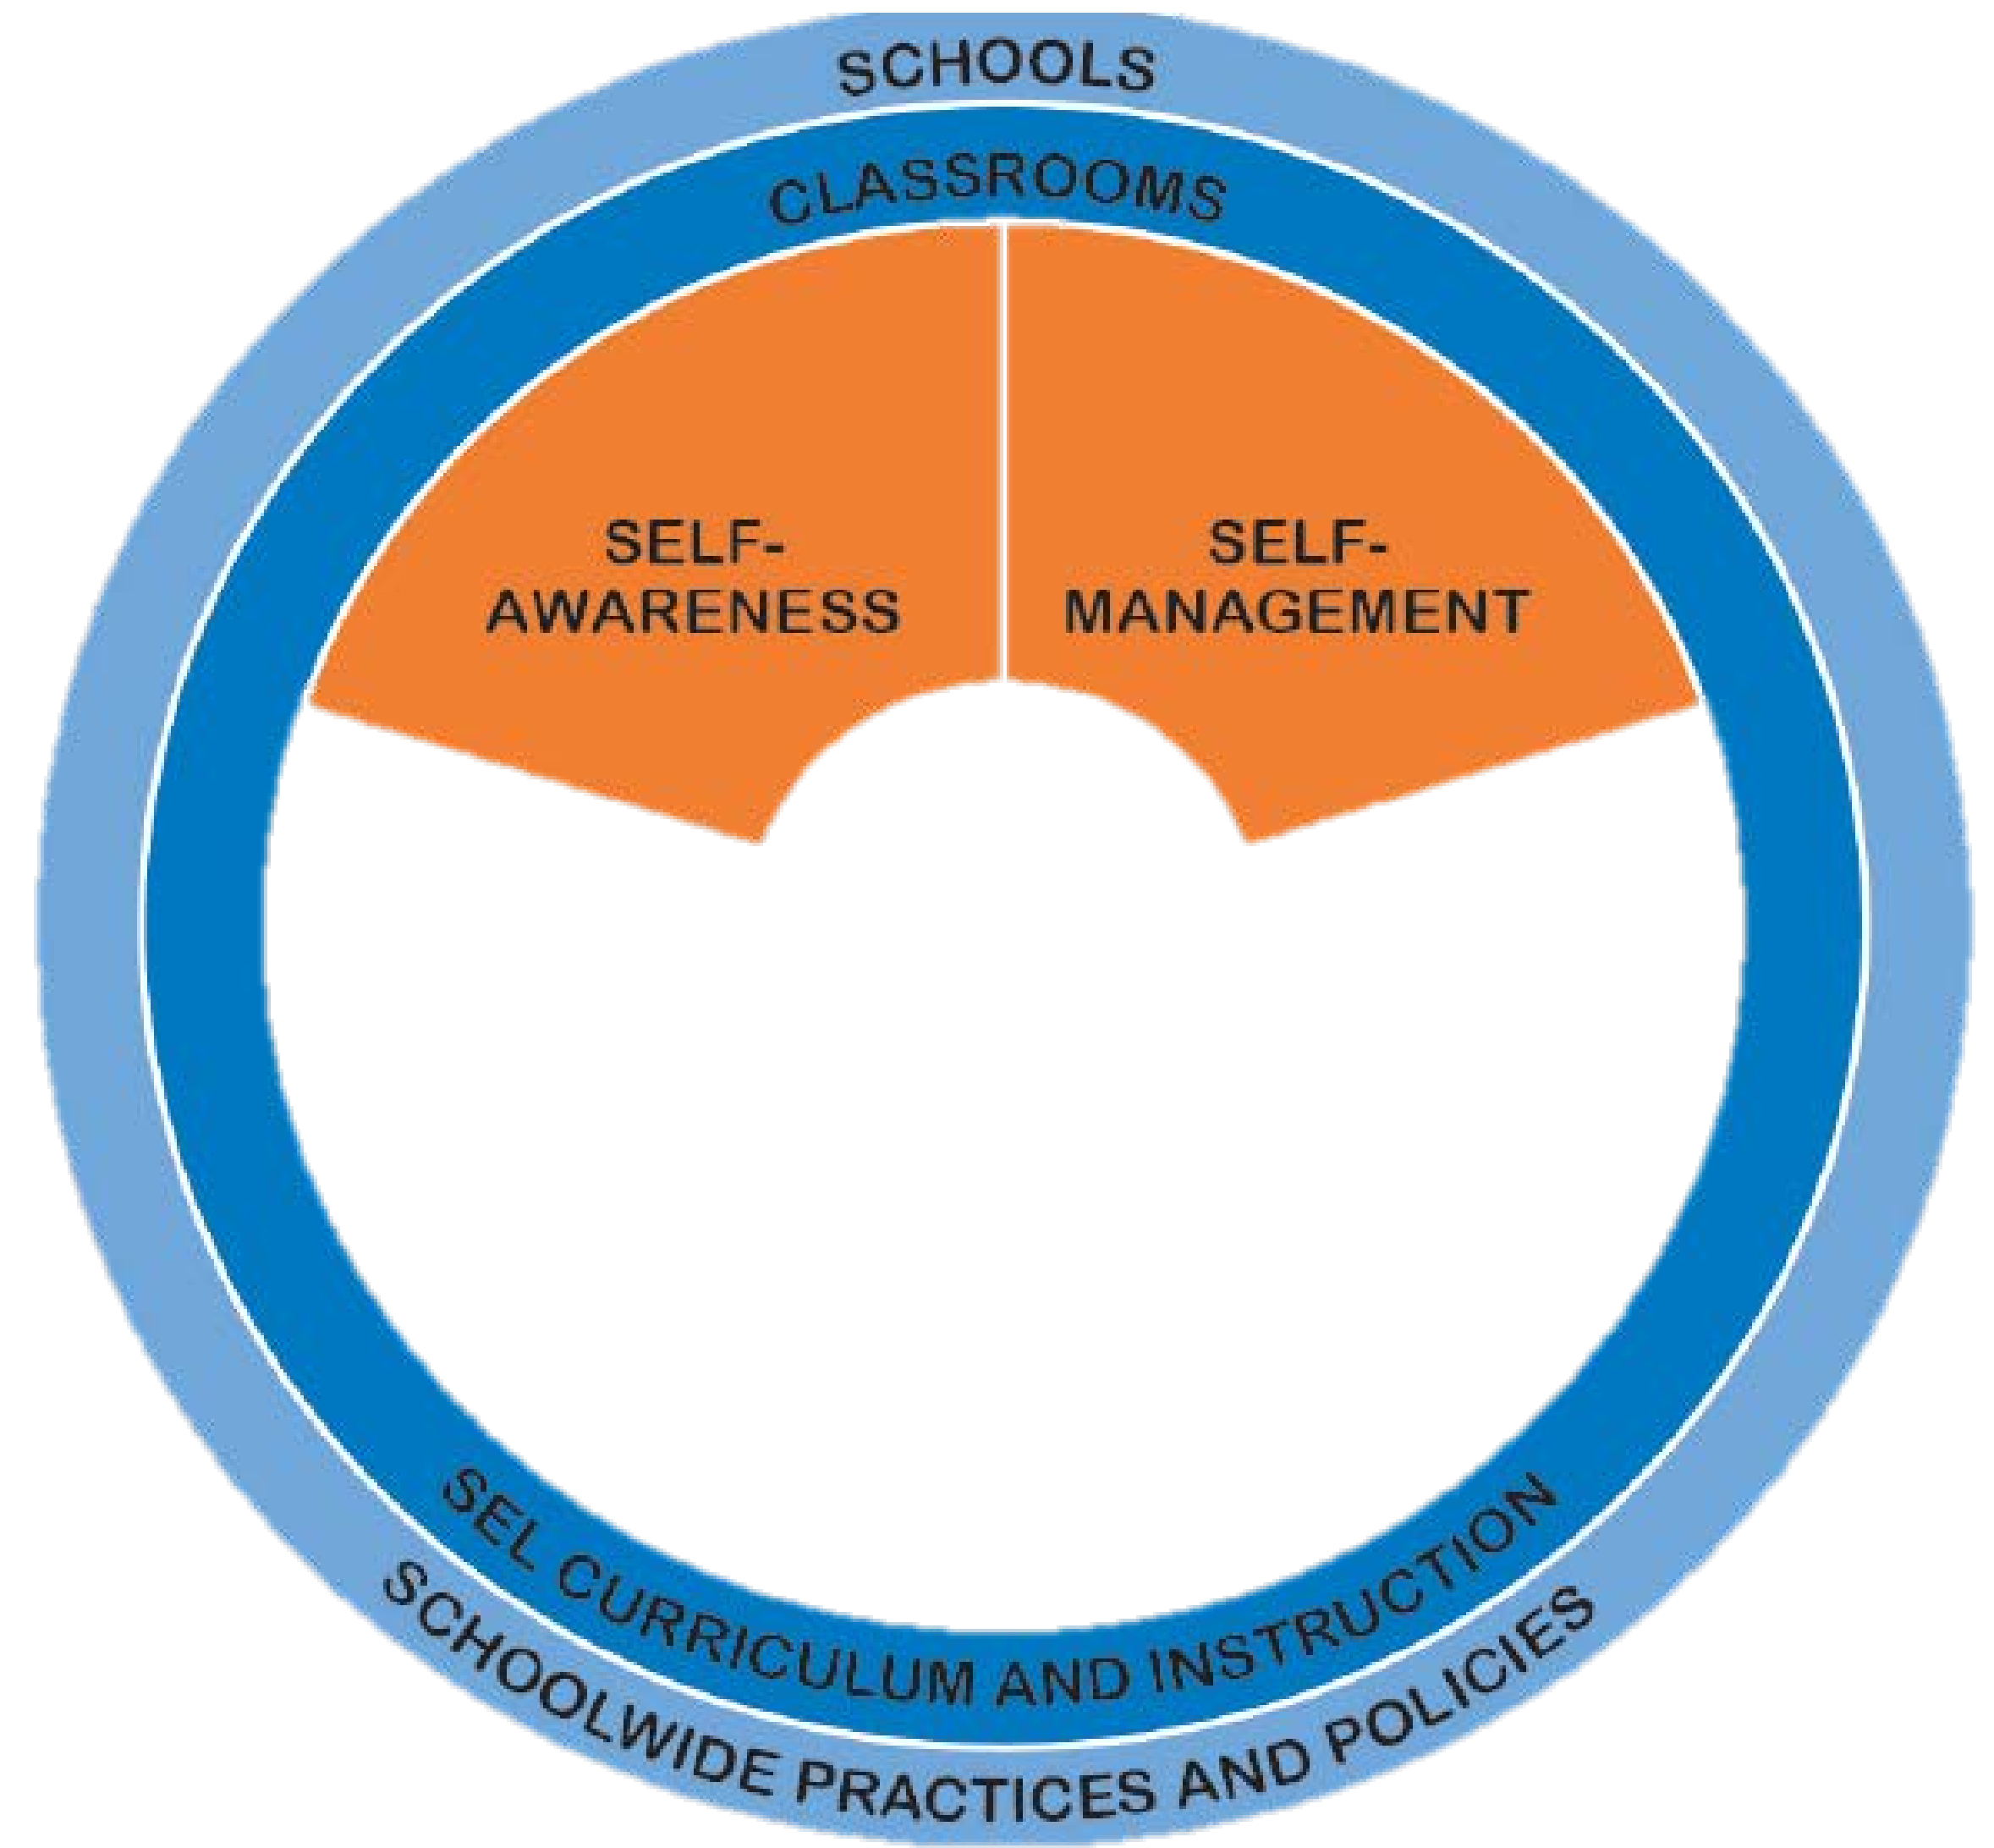 SCHOOLS
CLASSROOMS
SELF-
AWARENESS
SELF-
MANAGEMENT
SEL CURRICULUM AND INSTRUCTION
SCHOOLWIDE PRACTICES AND POLICIES